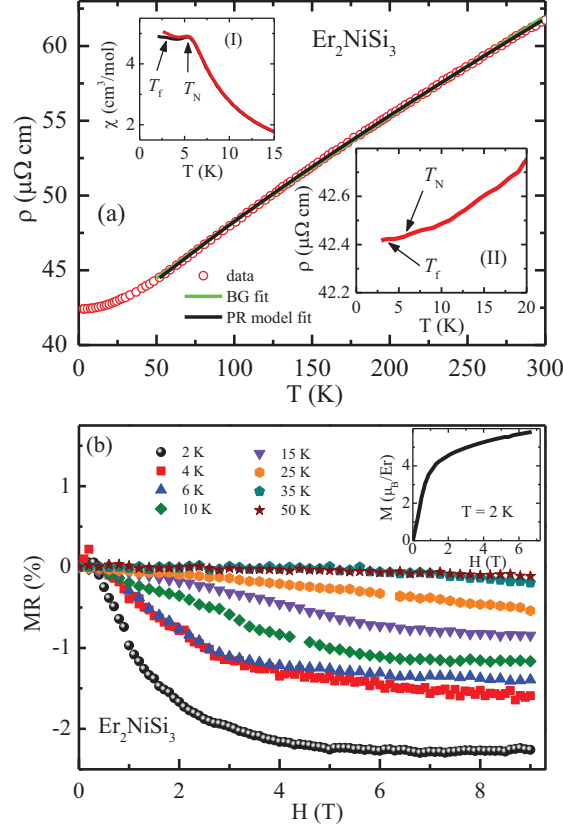 Er2NiSi3
(I)
χ (cm3/mol)
4
2
Tf
TN
0 5 10 15
T (K)
ρ (μΩ cm)
60
55
50
45
(a)
data
BG fit
PR model fit
ρ (μΩ cm)
42.6
42.4
42.2
TN
Tf
(II)
0 5 10 15 20
T (K)
0 50 100 150 200 250 300
T (K)
(b)
2 K
4 K
6 K
10 K
15 K
25 K
35 K
50 K
M (μB/Er)
4
0
T = 2 K
0 2 4 6
H (T)
MR (%)
1
0
-1
-2
Er2NiSi3
0 2 4 6 8
H (T)